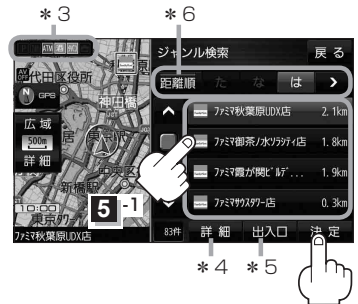 ＊3
＊6
P ATM 酒 WC
ジャンル検索
戻る
AV OFF
千代田区役所
距離順 た な は >
GPS
神田橋
ファミマ秋葉原UDX店 2.1km
広域
500m
詳細
ファミマ御茶ノ水ソラシティ店 1.8km
ファミマ霞が関ビルデ... 1.9km
新橋駅
5-1
ファミマサウスタワー店 0.3km
10:00
東京タワー
ファミマ秋葉原UDX店
83件
詳細
出入口
決定
＊4
＊5